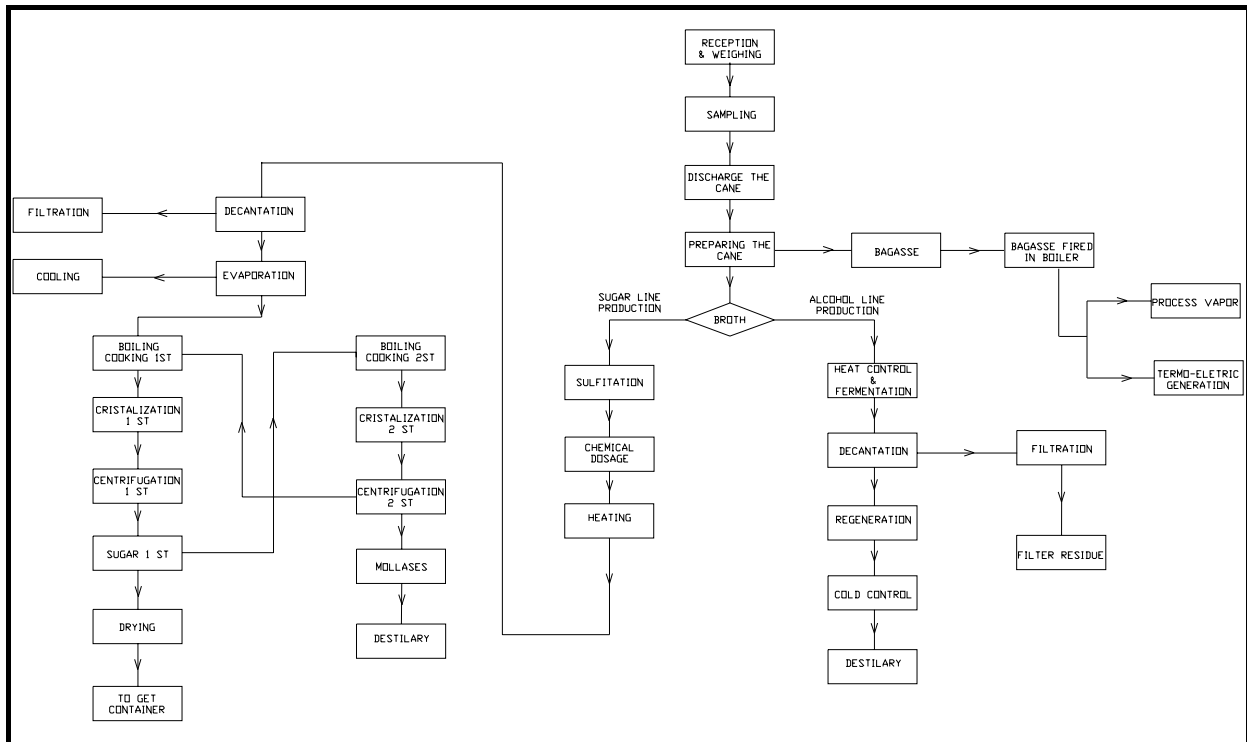 RECEPTION
& WEIGHING
SAMPLING
DISCHARGE THE
CANE
PREPARING THE
CANE
BAGASSE
BAGASSE FIRED
IN BOILER
PROCESS VAPOR
TERMO-ELETRIC
GENERATION
BROTH
SUGAR LINE
PRODUCTION
ALCOHOL LINE
PRODUCTION
SULFITATION
CHEMICAL
DOSAGE
HEATING
HEAT CONTROL
&
FERMENTATION
DECANTATION
FILTRATION
FILTER RESIDUE
REGENERATION
COLD CONTROL
DESTILARY
DECANTATION
FILTRATION
EVAPORATION
COOLING
BOILING
COOKING 1ST
CRISTALIZATION
1 ST
CENTRIFUGATION
1 ST
SUGAR 1 ST
DRYING
TO GET
CONTAINER
BOILING
COOKING 2ST
CRISTALIZATION
2 ST
CENTRIFUGATION
2 ST
MOLLASES
DESTILARY